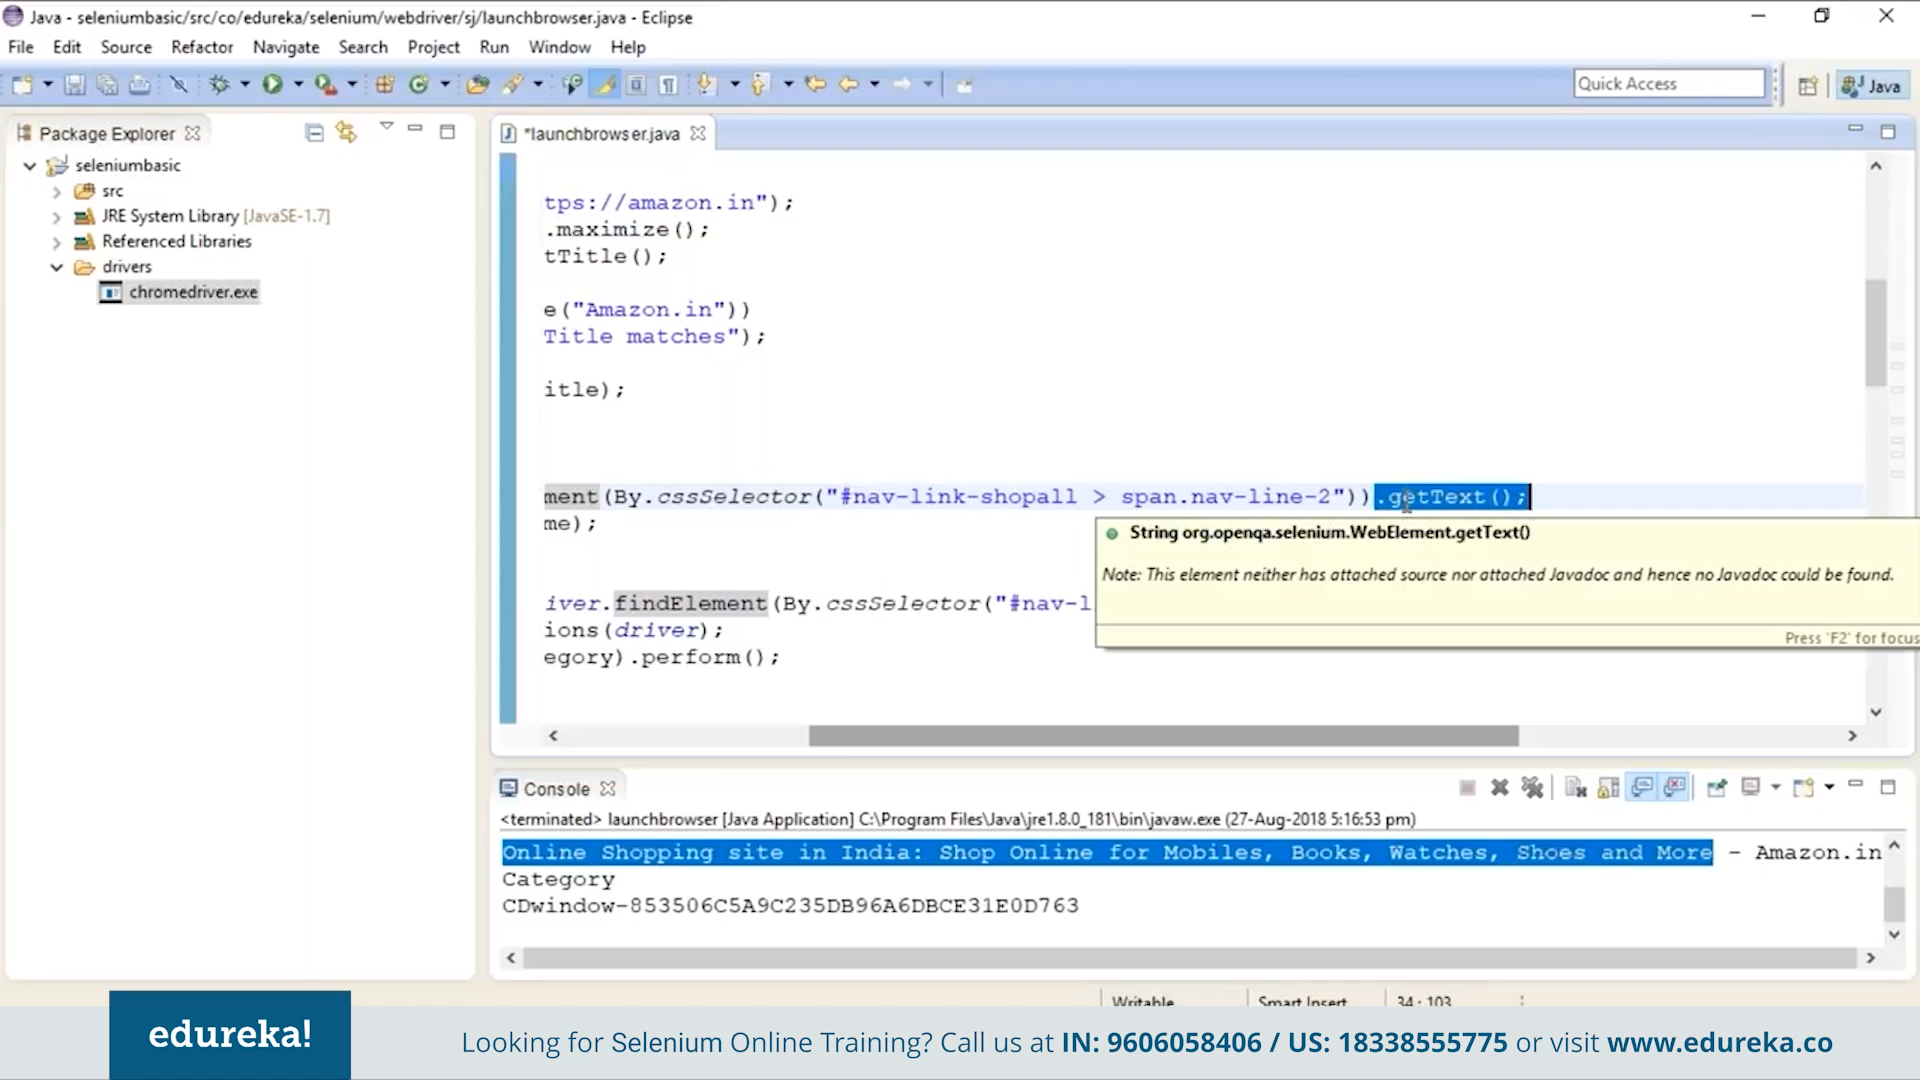 Java - seleniumbasic/src/co/edureka/selenium/webdriver/sj/launchbrowser.java - Eclipse
File Edit Source Refactor Navigate Search Project Run Window Help
Quick Access
Java
Package Explorer
seleniumbasic
src
JRE System Library [JavaSE-1.7]
Referenced Libraries
drivers
chromedriver.exe
*launchbrowser.java
tps://amazon.in");
.maximize();
tTitle();
e("Amazon.in"))
Title matches");
itle);
ment(By.cssSelector("#nav-link-shopall > span.nav-line-2")).getText();
me);
String org.openqa.selenium.WebElement.getText()
Note: This element neither has attached source nor attached Javadoc and hence no Javadoc could be found.
Press 'F2' for focus
iver.findElement(By.cssSelector("#nav-l
ions(driver);
egory).perform();
Console
<terminated> launchbrowser [Java Application] C:\Program Files\Java\jre1.8.0_181\bin\javaw.exe (27-Aug-2018 5:16:53 pm)
Online Shopping site in India: Shop Online for Mobiles, Books, Watches, Shoes and More - Amazon.in
Category
CDwindow-853506C5A9C235DB96A6DBCE31E0D763
Writable Smart Insert 34 : 103
edureka!
Looking for Selenium Online Training? Call us at IN: 9606058406 / US: 18338555775 or visit www.edureka.co